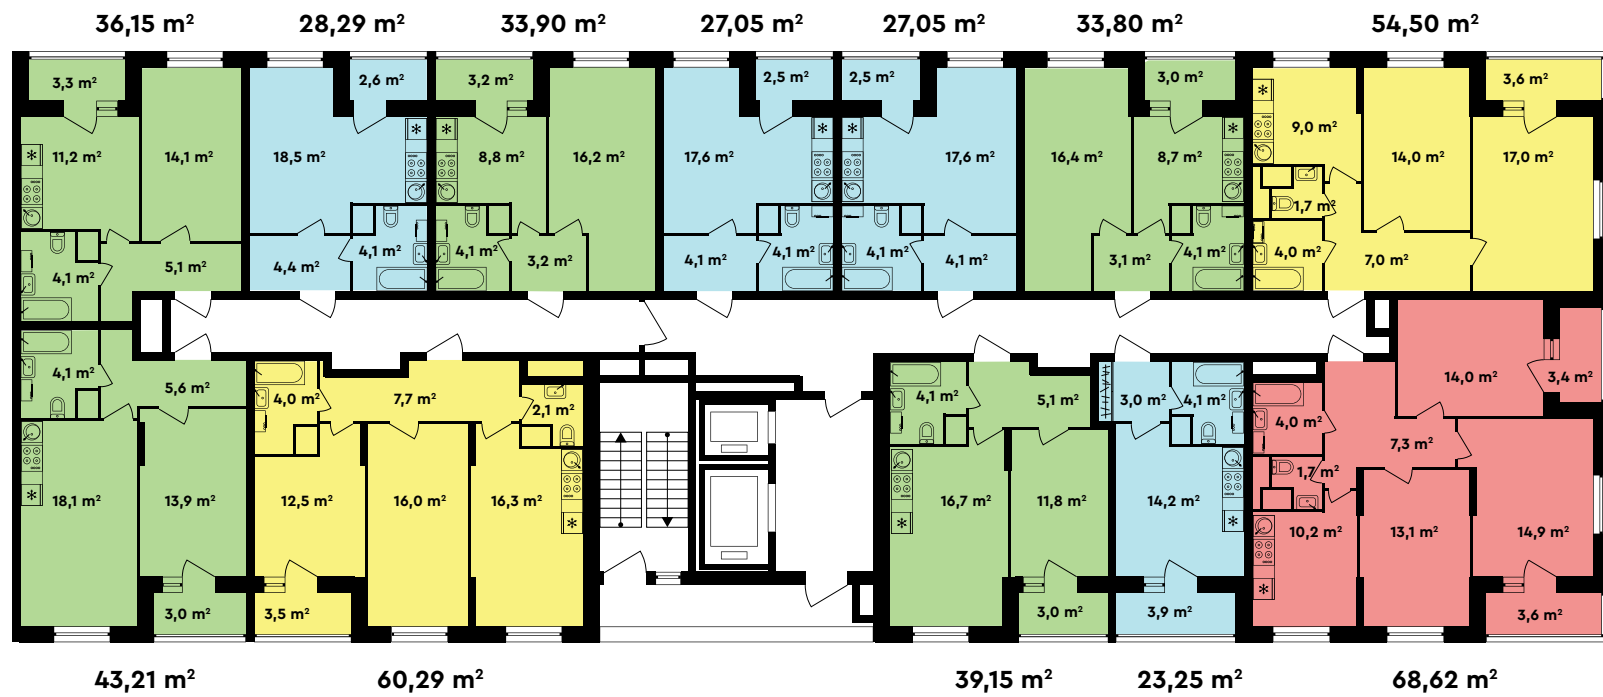 36,15 m²
28,29 m²
33,90 m²
27,05 m²
27,05 m²
33,80 m²
54,50 m²
3,3 m²
2,6 m²
3,2 m²
2,5 m²
2,5 m²
3,0 m²
3,6 m²
11,2 m²
14,1 m²
18,5 m²
8,8 m²
16,2 m²
17,6 m²
17,6 m²
16,4 m²
8,7 m²
9,0 m²
14,0 m²
17,0 m²
1,7 m²
4,1 m²
5,1 m²
4,4 m²
4,1 m²
4,1 m²
3,2 m²
4,1 m²
4,1 m²
4,1 m²
4,1 m²
3,1 m²
4,1 m²
4,0 m²
7,0 m²
4,1 m²
5,6 m²
4,0 m²
7,7 m²
2,1 m²
4,1 m²
5,1 m²
3,0 m²
4,1 m²
4,0 m²
14,0 m²
3,4 m²
7,3 m²
1,7 m²
18,1 m²
13,9 m²
12,5 m²
16,0 m²
16,3 m²
16,7 m²
11,8 m²
14,2 m²
10,2 m²
13,1 m²
14,9 m²
3,0 m²
3,5 m²
3,0 m²
3,9 m²
3,6 m²
43,21 m²
60,29 m²
39,15 m²
23,25 m²
68,62 m²